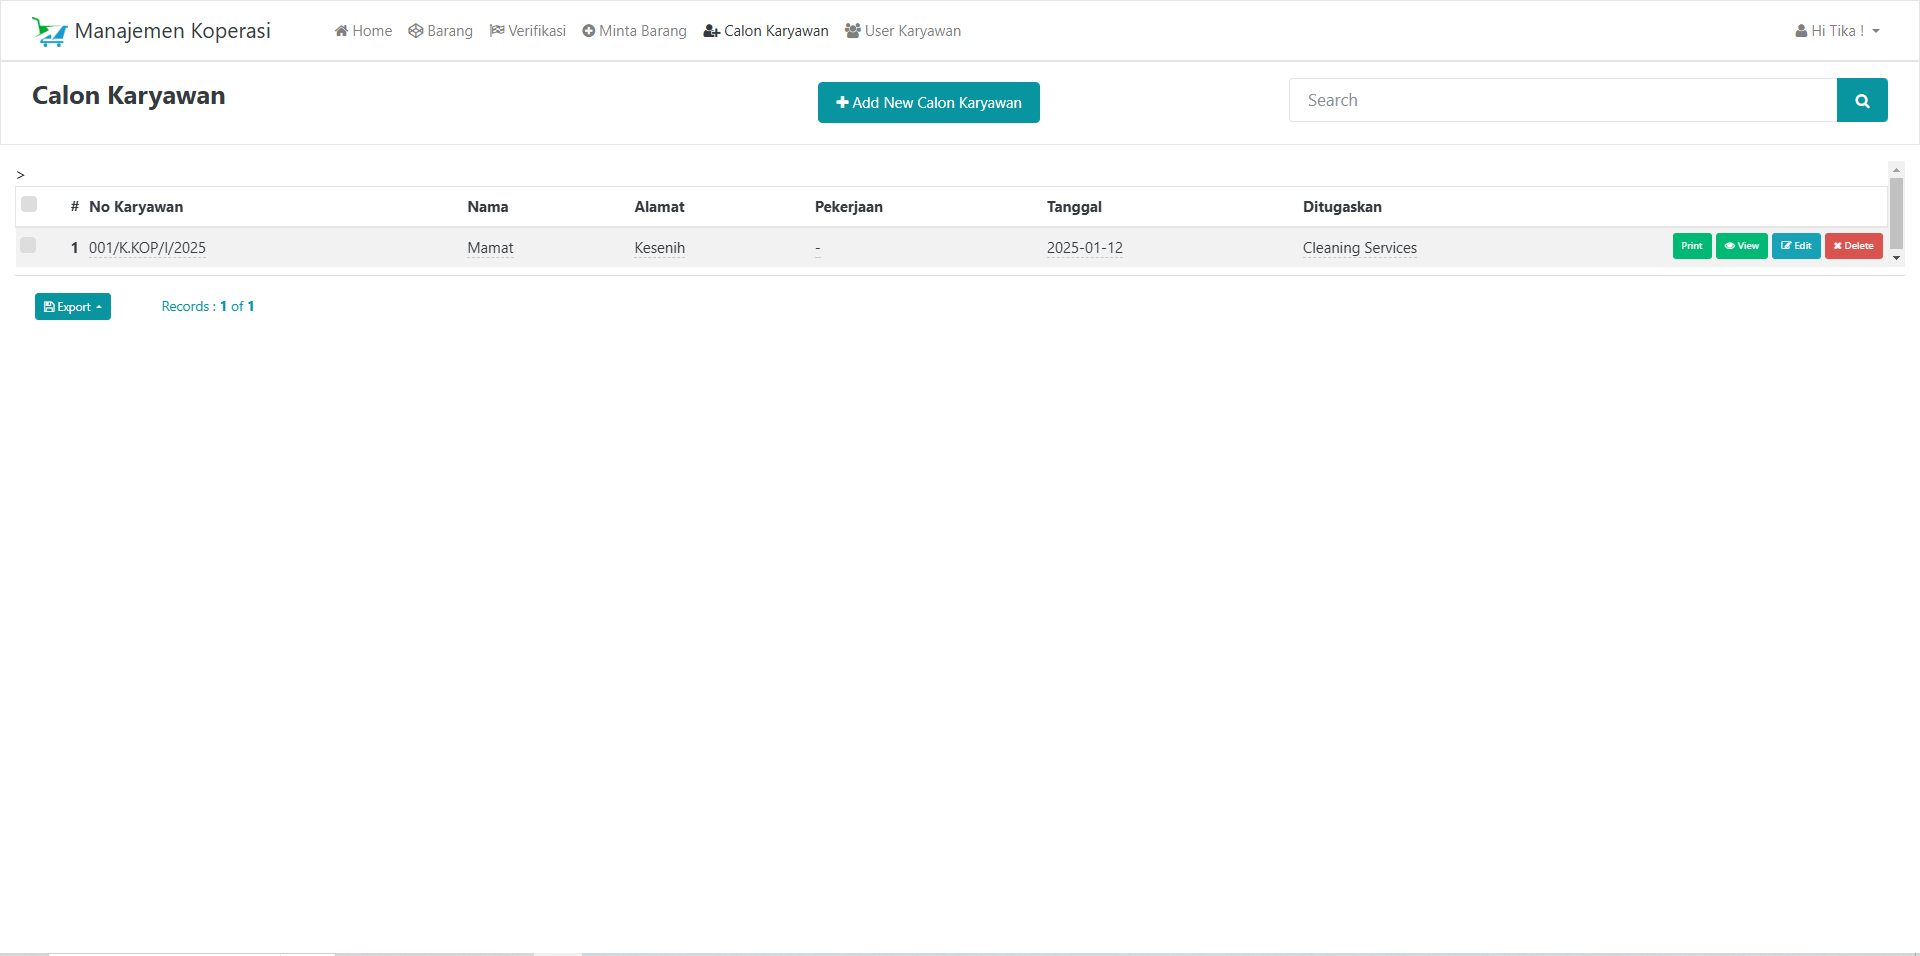 Manajemen Koperasi Home Barang Verifikasi Minta Barang Calon Karyawan User Karyawan Hi Tika !
Calon Karyawan Add New Calon Karyawan Search
>
# No Karyawan Nama Alamat Pekerjaan Tanggal Ditugaskan
1 001/K.KOP/I/2025 Mamat Kesenih - 2025-01-12 Cleaning Services Print View Edit Delete
Export Records : 1 of 1